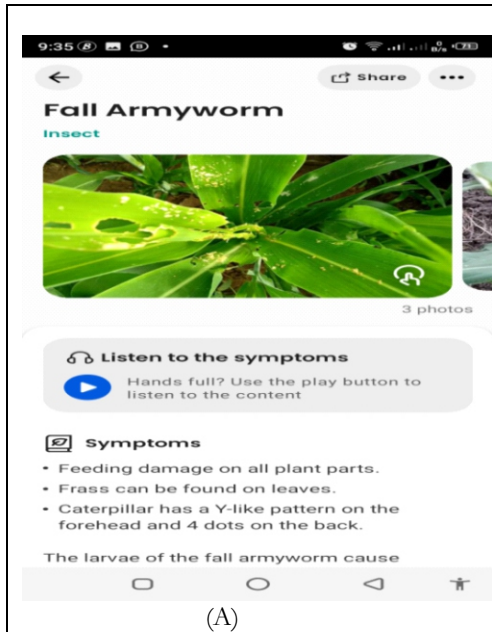 9:35
Share
Fall Armyworm
Insect
3 photos
Listen to the symptoms
Hands full? Use the play button to
listen to the content
Symptoms
• Feeding damage on all plant parts.
• Frass can be found on leaves.
• Caterpillar has a Y-like pattern on the
forehead and 4 dots on the back.
The larvae of the fall armyworm cause
(A)